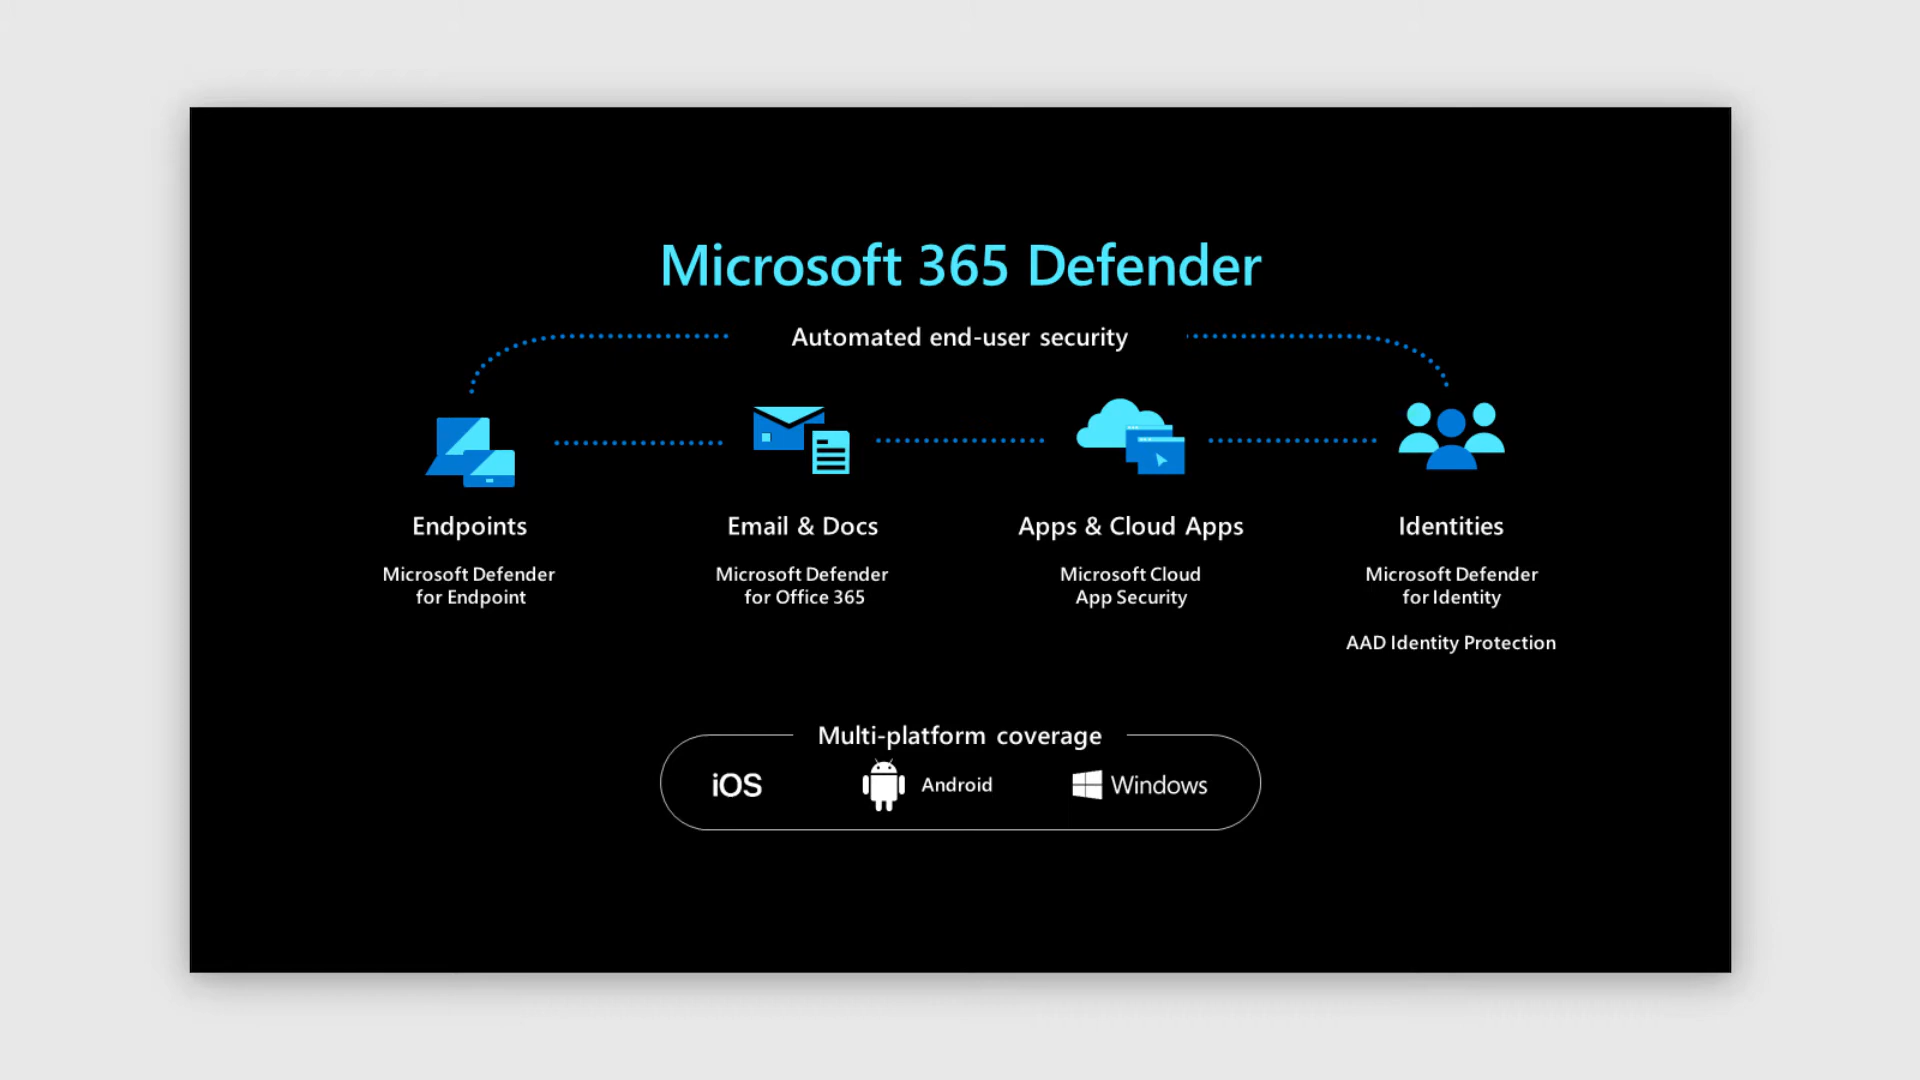 Microsoft 365 Defender
Automated end-user security
Endpoints
Microsoft Defender
for Endpoint
Email & Docs
Microsoft Defender
for Office 365
Apps & Cloud Apps
Microsoft Cloud
App Security
Identities
Microsoft Defender
for Identity
AAD Identity Protection
Multi-platform coverage
iOS
Android
Windows